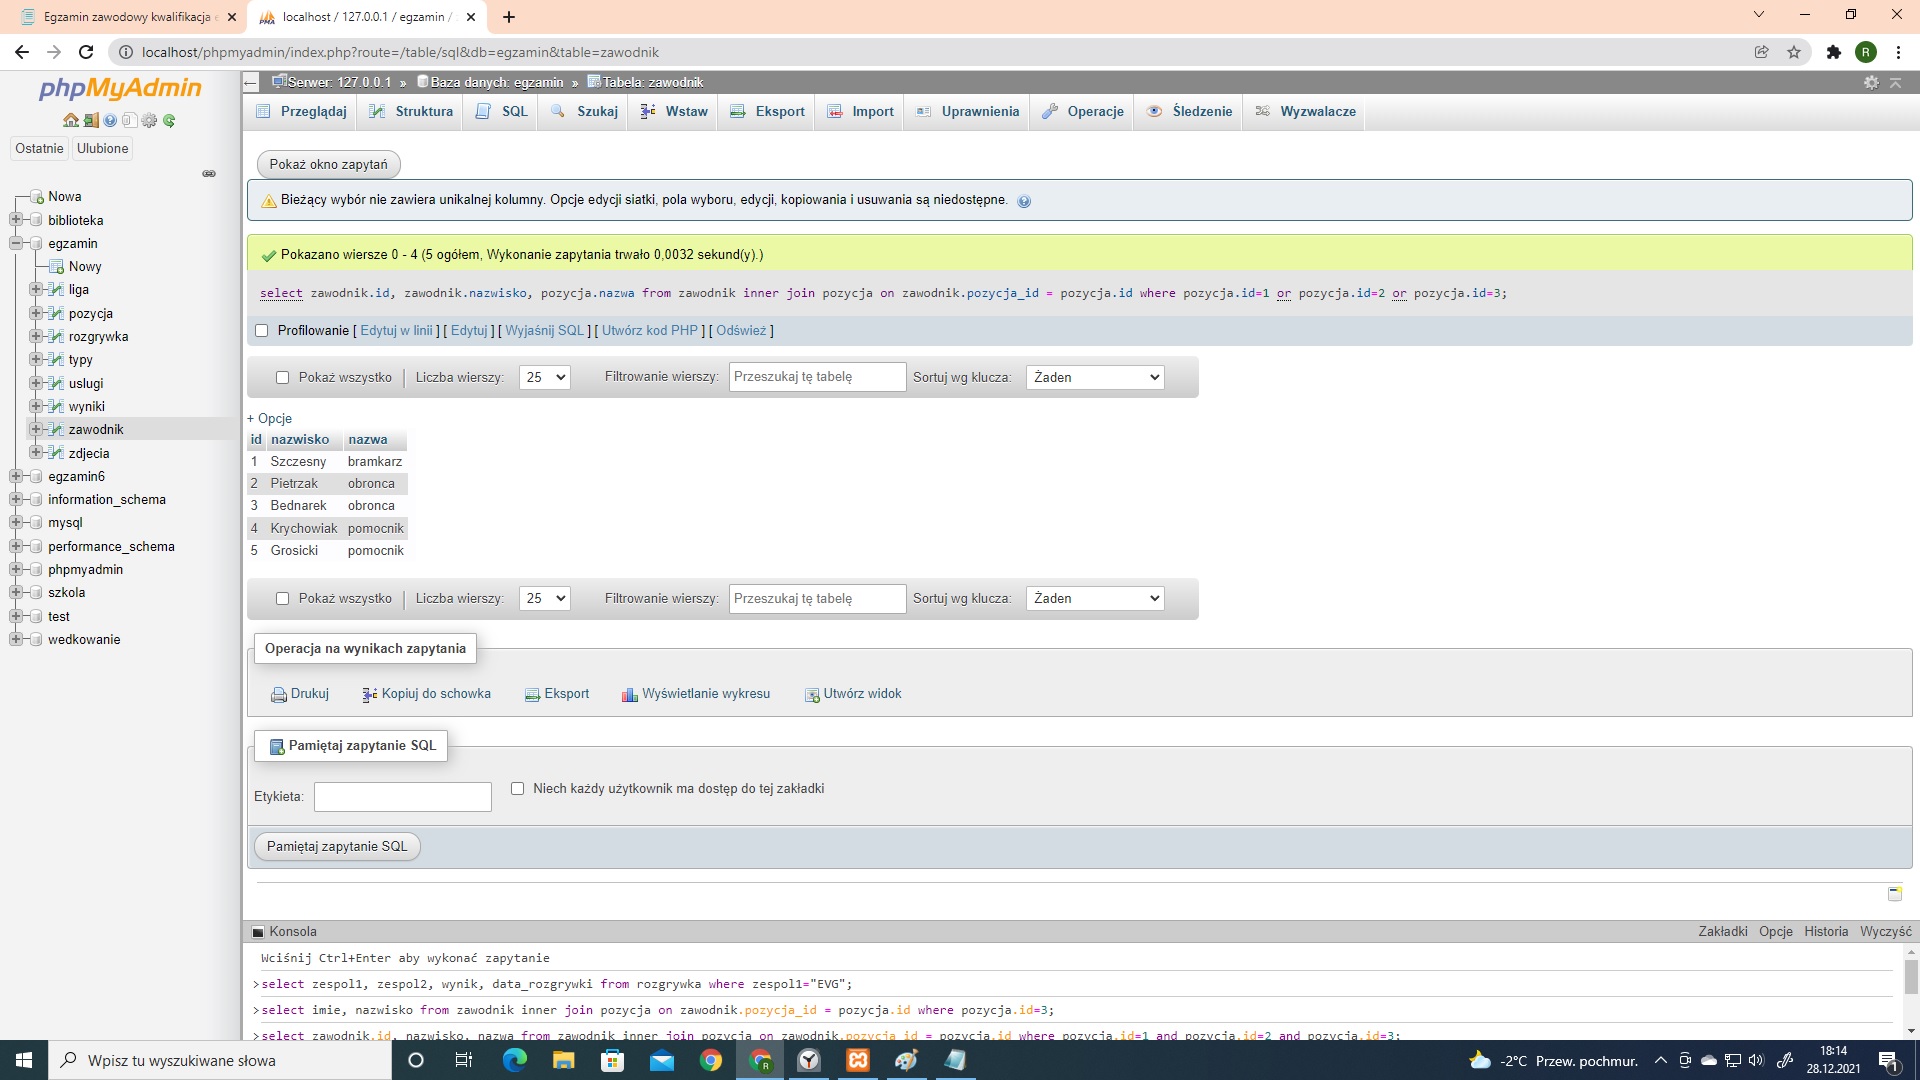 Egzamin zawodowy kwalifikacja e
localhost / 127.0.0.1 / egzamin /
localhost/phpmyadmin/index.php?route=/table/sql&db=egzamin&table=zawodnik
R
phpMyAdmin
Ostatnie Ulubione
Nowa
biblioteka
egzamin
Nowy
liga
pozycja
rozgrywka
typy
uslugi
wyniki
zawodnik
zdjecia
egzamin6
information_schema
mysql
performance_schema
phpmyadmin
szkola
test
wedkowanie
Serwer: 127.0.0.1 » Baza danych: egzamin » Tabela: zawodnik
Przeglądaj Struktura SQL Szukaj Wstaw Eksport Import Uprawnienia Operacje Śledzenie Wyzwalacze
Pokaż okno zapytań
Bieżący wybór nie zawiera unikalnej kolumny. Opcje edycji siatki, pola wyboru, edycji, kopiowania i usuwania są niedostępne.
Pokazano wiersze 0 - 4 (5 ogółem, Wykonanie zapytania trwało 0,0032 sekund(y).)
select zawodnik.id, zawodnik.nazwisko, pozycja.nazwa from zawodnik inner join pozycja on zawodnik.pozycja_id = pozycja.id where pozycja.id=1 or pozycja.id=2 or pozycja.id=3;
Profilowanie [ Edytuj w linii ] [ Edytuj ] [ Wyjaśnij SQL ] [ Utwórz kod PHP ] [ Odśwież ]
Pokaż wszystko | Liczba wierszy: 25 Filtrowanie wierszy: Przeszukaj tę tabelę Sortuj wg klucza: Żaden
+ Opcje
id nazwisko nazwa
1 Szczesny bramkarz
2 Pietrzak obronca
3 Bednarek obronca
4 Krychowiak pomocnik
5 Grosicki pomocnik
Pokaż wszystko | Liczba wierszy: 25 Filtrowanie wierszy: Przeszukaj tę tabelę Sortuj wg klucza: Żaden
Operacja na wynikach zapytania
Drukuj Kopiuj do schowka Eksport Wyświetlanie wykresu Utwórz widok
Pamiętaj zapytanie SQL
Etykieta: Niech każdy użytkownik ma dostęp do tej zakładki
Pamiętaj zapytanie SQL
Konsola Zakładki Opcje Historia Wyczyść
Wciśnij Ctrl+Enter aby wykonać zapytanie
>select zespol1, zespol2, wynik, data_rozgrywki from rozgrywka where zespol1="EVG";
>select imie, nazwisko from zawodnik inner join pozycja on zawodnik.pozycja_id = pozycja.id where pozycja.id=3;
>select zawodnik.id, nazwisko, nazwa from zawodnik inner join pozycja on zawodnik.pozycja_id = pozycja.id where pozycja.id=1 and pozycja.id=2 and pozycja.id=3;
Wpisz tu wyszukiwane słowa
-2°C Przew. pochmur.
18:14
28.12.2021
1